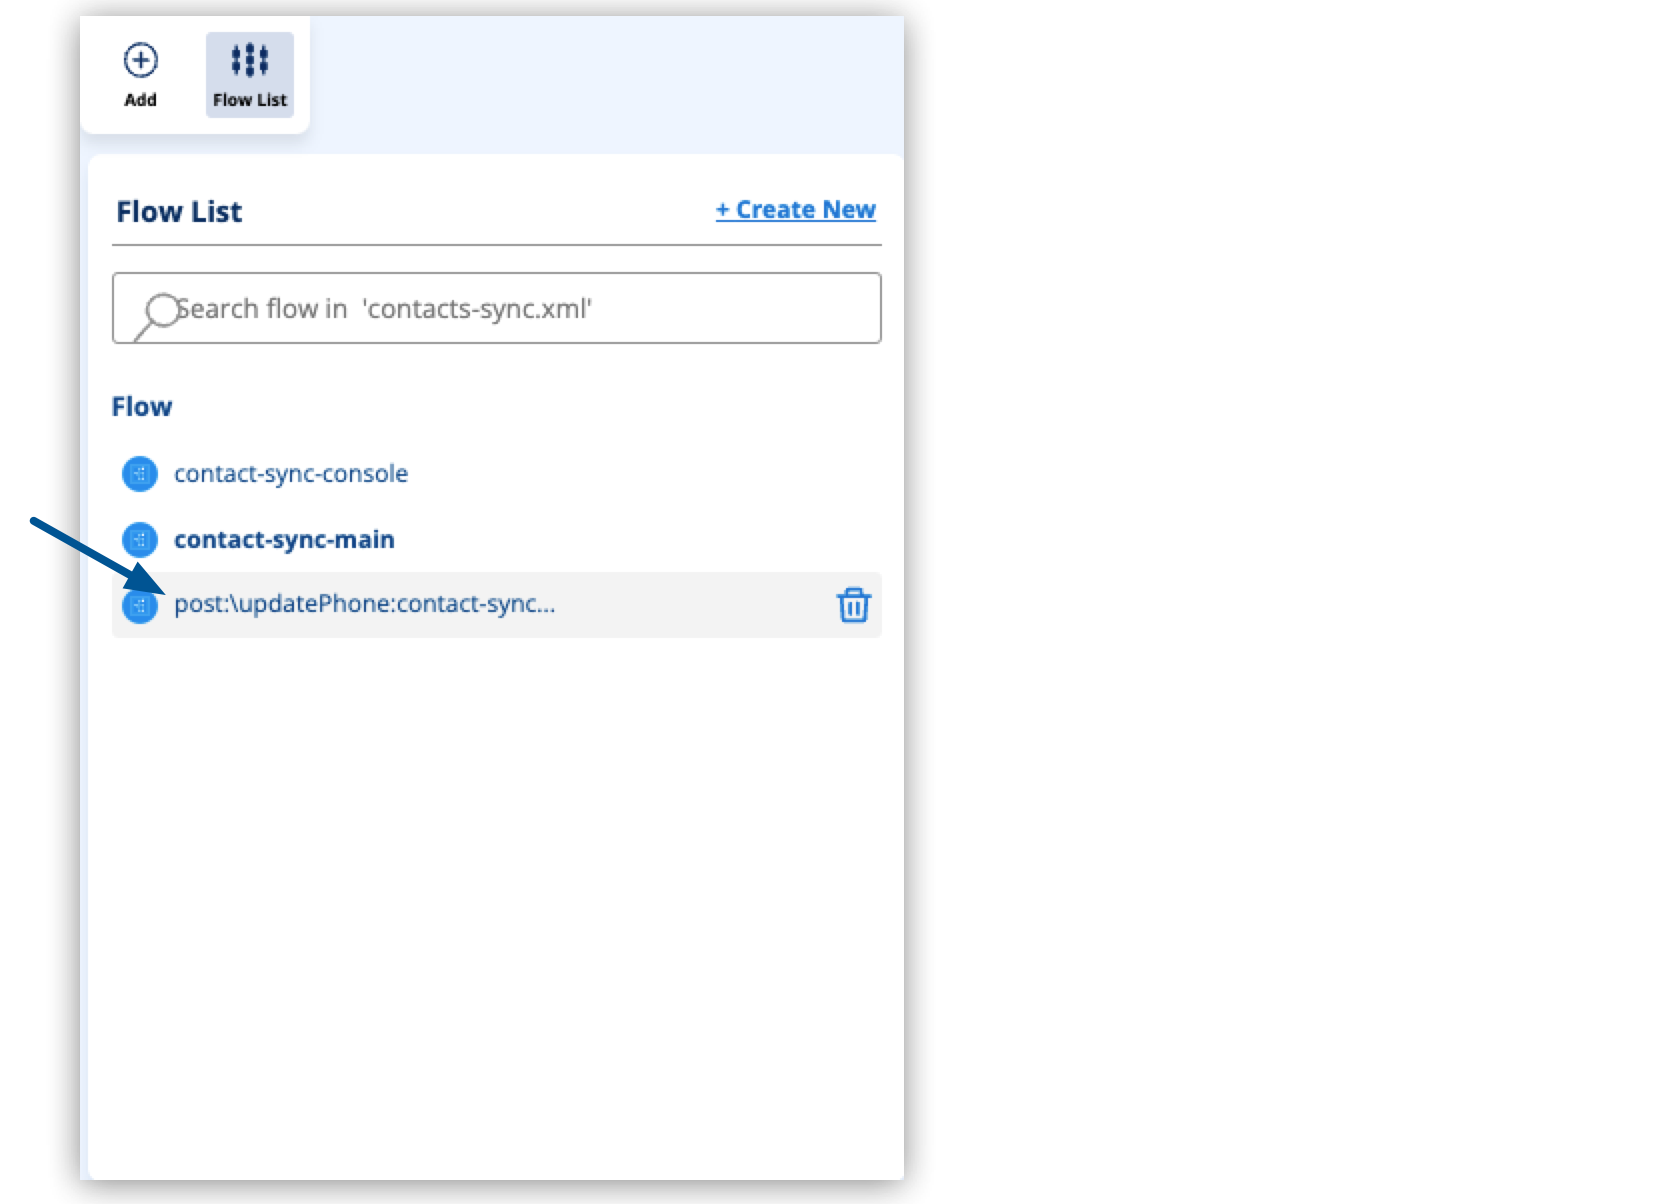 Add Flow List
Flow List + Create New
Search flow in 'contacts-sync.xml'
Flow
contact-sync-console
contact-sync-main
post:\updatePhone:contact-sync...